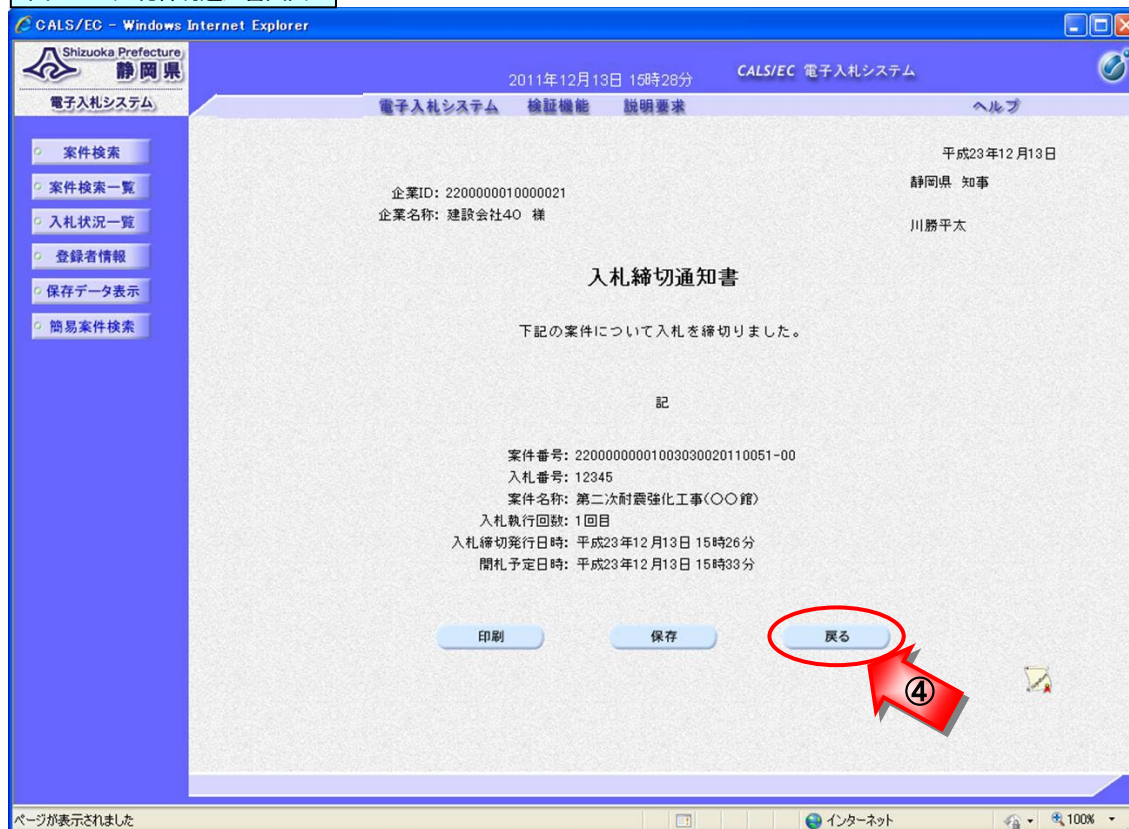 CALS/EC - Windows Internet Explorer
Shizuoka Prefecture
静岡県
電子入札システム
2011年12月13日 15時28分
CALS/EC 電子入札システム
電子入札システム 検証機能 説明要求 ヘルプ
案件検索
案件検索一覧
入札状況一覧
登録者情報
保存データ表示
簡易案件検索
平成23年12月13日
静岡県 知事
企業ID: 2200000010000021
企業名称: 建設会社40 様
川勝平太
入札締切通知書
下記の案件について入札を締切りました。
記
案件番号: 22000000001003030020110051-00
入札番号: 12345
案件名称: 第二次耐震強化工事(〇〇館)
入札執行回数: 1回目
入札締切発行日時: 平成23年12月13日 15時26分
開札予定日時: 平成23年12月13日 15時33分
印刷 保存 戻る
④
ページが表示されました
インターネット
100%